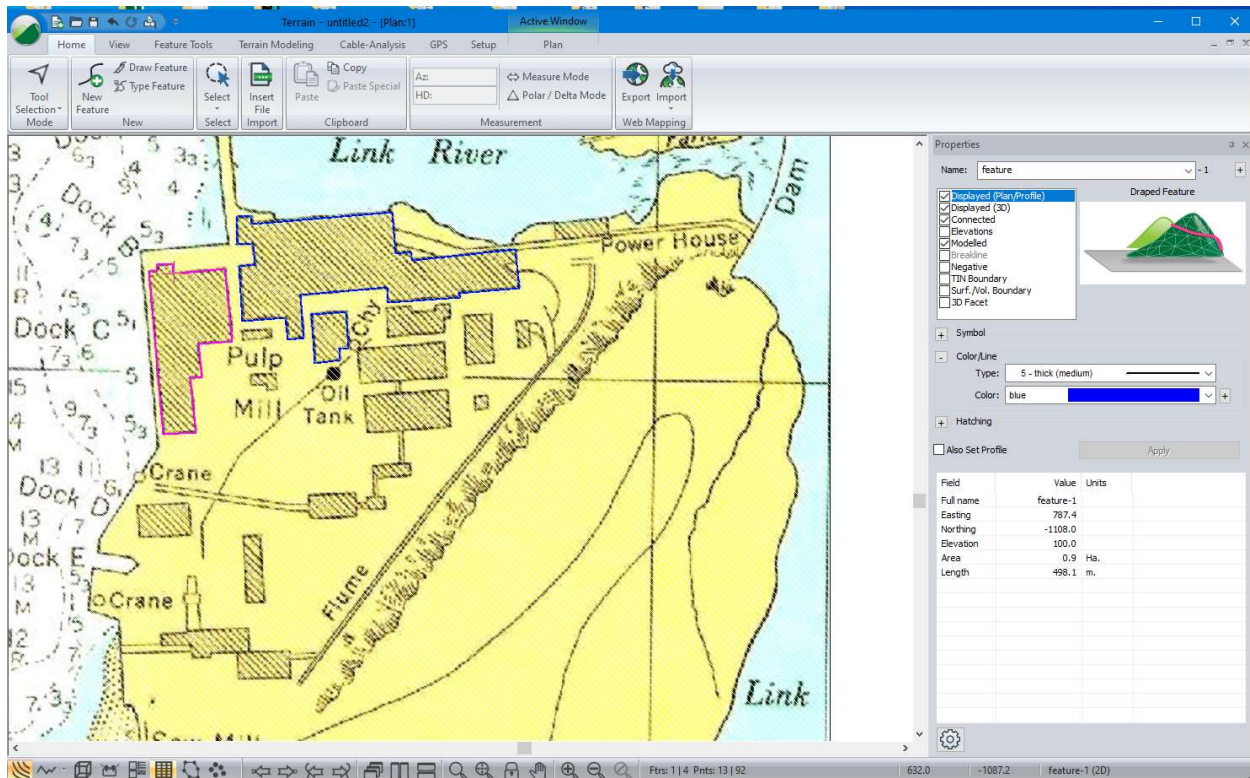 Terrain - untitled2 - [Plan:1]
Active Window
Home View Feature Tools Terrain Modeling Cable-Analysis GPS Setup Plan
Tool
Selection
Mode
New
Feature
Draw Feature
Type Feature
New
Select
Select
Insert
File
Import
Paste
Copy
Paste Special
Clipboard
Az:
HD:
Measure Mode
Polar / Delta Mode
Measurement
Export Import
Web Mapping
Link River
Dam
Power House
Dock
B
Dock C
Chy
Pulp
Mill
Oil
Tank
Crane
Dock D
Dock E
Crane
Flume
Link
Saw Mill
Properties
Name: feature - 1
Displayed (Plan/Profile)
Displayed (3D)
Connected
Elevations
Modelled
Breakline
Negative
TIN Boundary
Surf./Vol. Boundary
3D Facet
Draped Feature
Symbol
Color/Line
Type: 5 - thick (medium)
Color: blue
Hatching
Also Set Profile
Apply
Field Value Units
Full name feature-1
Easting 787.4
Northing -1108.0
Elevation 100.0
Area 0.9 Ha.
Length 498.1 m.
Ftrs: 1 | 4 Pnts: 13 | 92
632.0 -1087.2 feature-1 (2D)